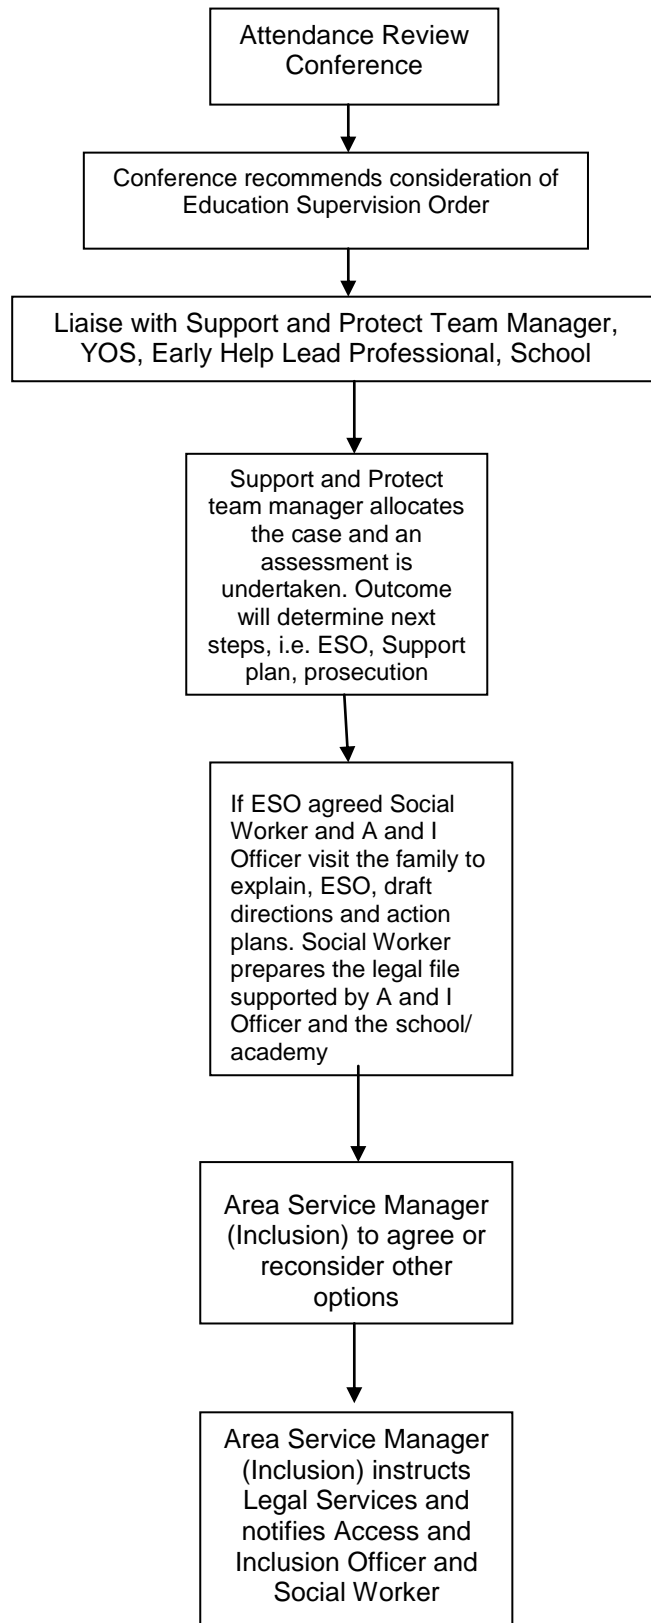 Attendance Review
Conference
Conference recommends consideration of
Education Supervision Order
Liaise with Support and Protect Team Manager,
YOS, Early Help Lead Professional, School
Support and Protect
team manager allocates
the case and an
assessment is
undertaken. Outcome
will determine next
steps, i.e. ESO, Support
plan, prosecution
If ESO agreed Social
Worker and A and I
Officer visit the family to
explain, ESO, draft
directions and action
plans. Social Worker
prepares the legal file
supported by A and I
Officer and the school/
academy
Area Service Manager
(Inclusion) to agree or
reconsider other
options
Area Service Manager
(Inclusion) instructs
Legal Services and
notifies Access and
Inclusion Officer and
Social Worker